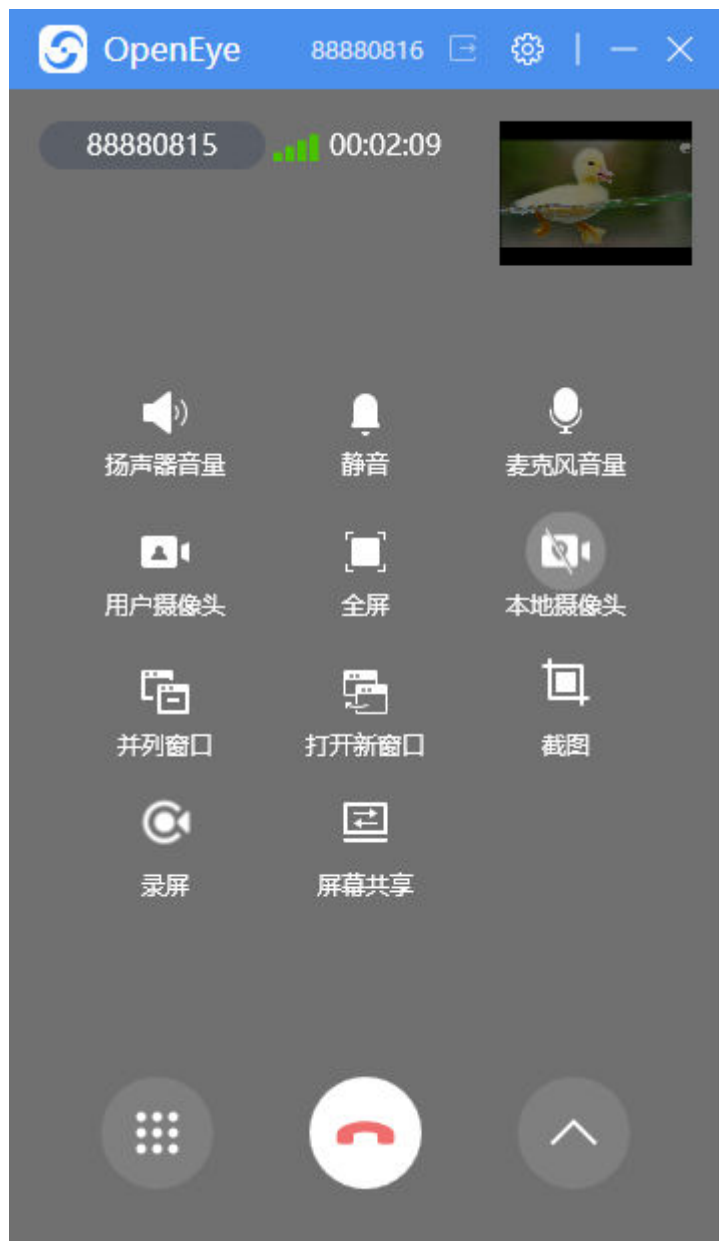 OpenEye 88880816
88880815 00:02:09
扬声器音量 静音 麦克风音量
用户摄像头 全屏 本地摄像头
并列窗口 打开新窗口 截图
录屏 屏幕共享